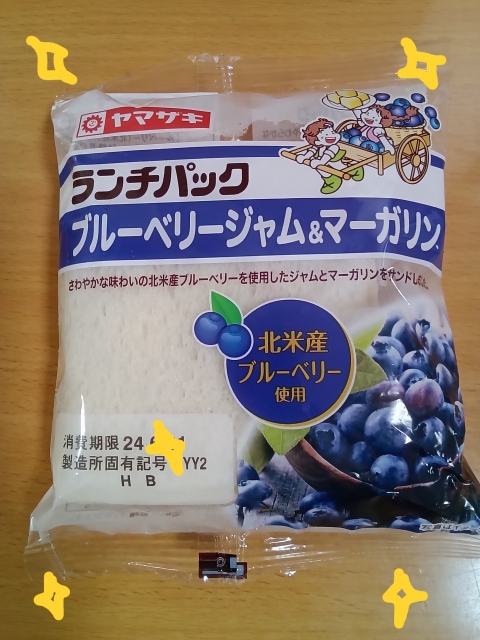 ヤマザキ
ランチパック
ブルーベリージャム&マーガリン
さわやかな味わいの北米産ブルーベリーを使用したジャムとマーガリンをサンドしました。
北米産
ブルーベリー
使用
消費期限 24
製造所固有記号 YY2
H B